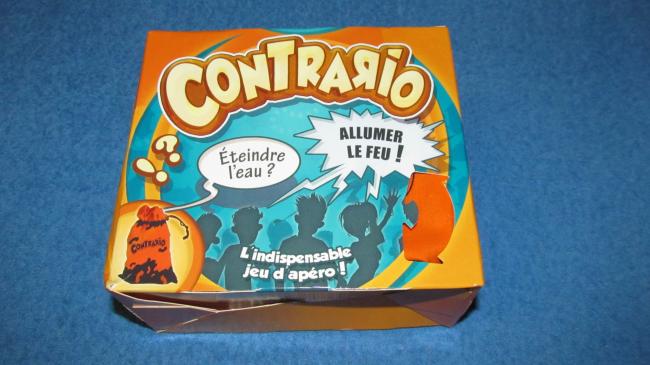 CONTRARIO
ALLUMER
LE FEU !
Éteindre
l'eau ?
CONTRARIO
L'indispensable
jeu d'apéro !